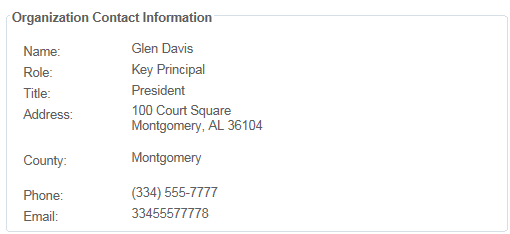 Organization Contact Information
Name: Glen Davis
Role: Key Principal
Title: President
Address: 100 Court Square
Montgomery, AL 36104
County: Montgomery
Phone: (334) 555-7777
Email: 33455577778